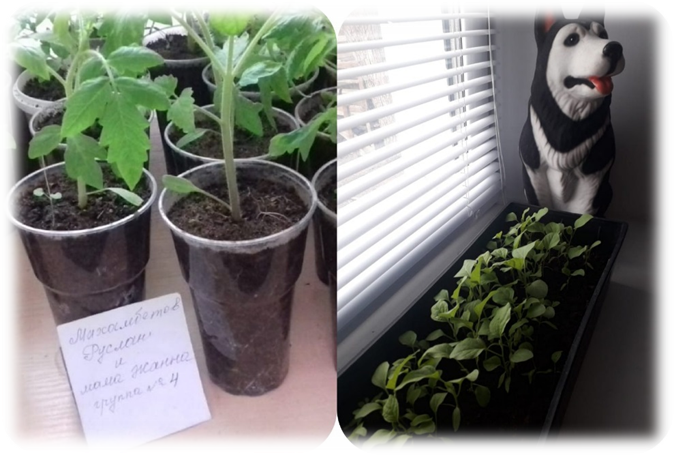 Махамбетов
Руслан,
и
мама Жанна
группа № 4